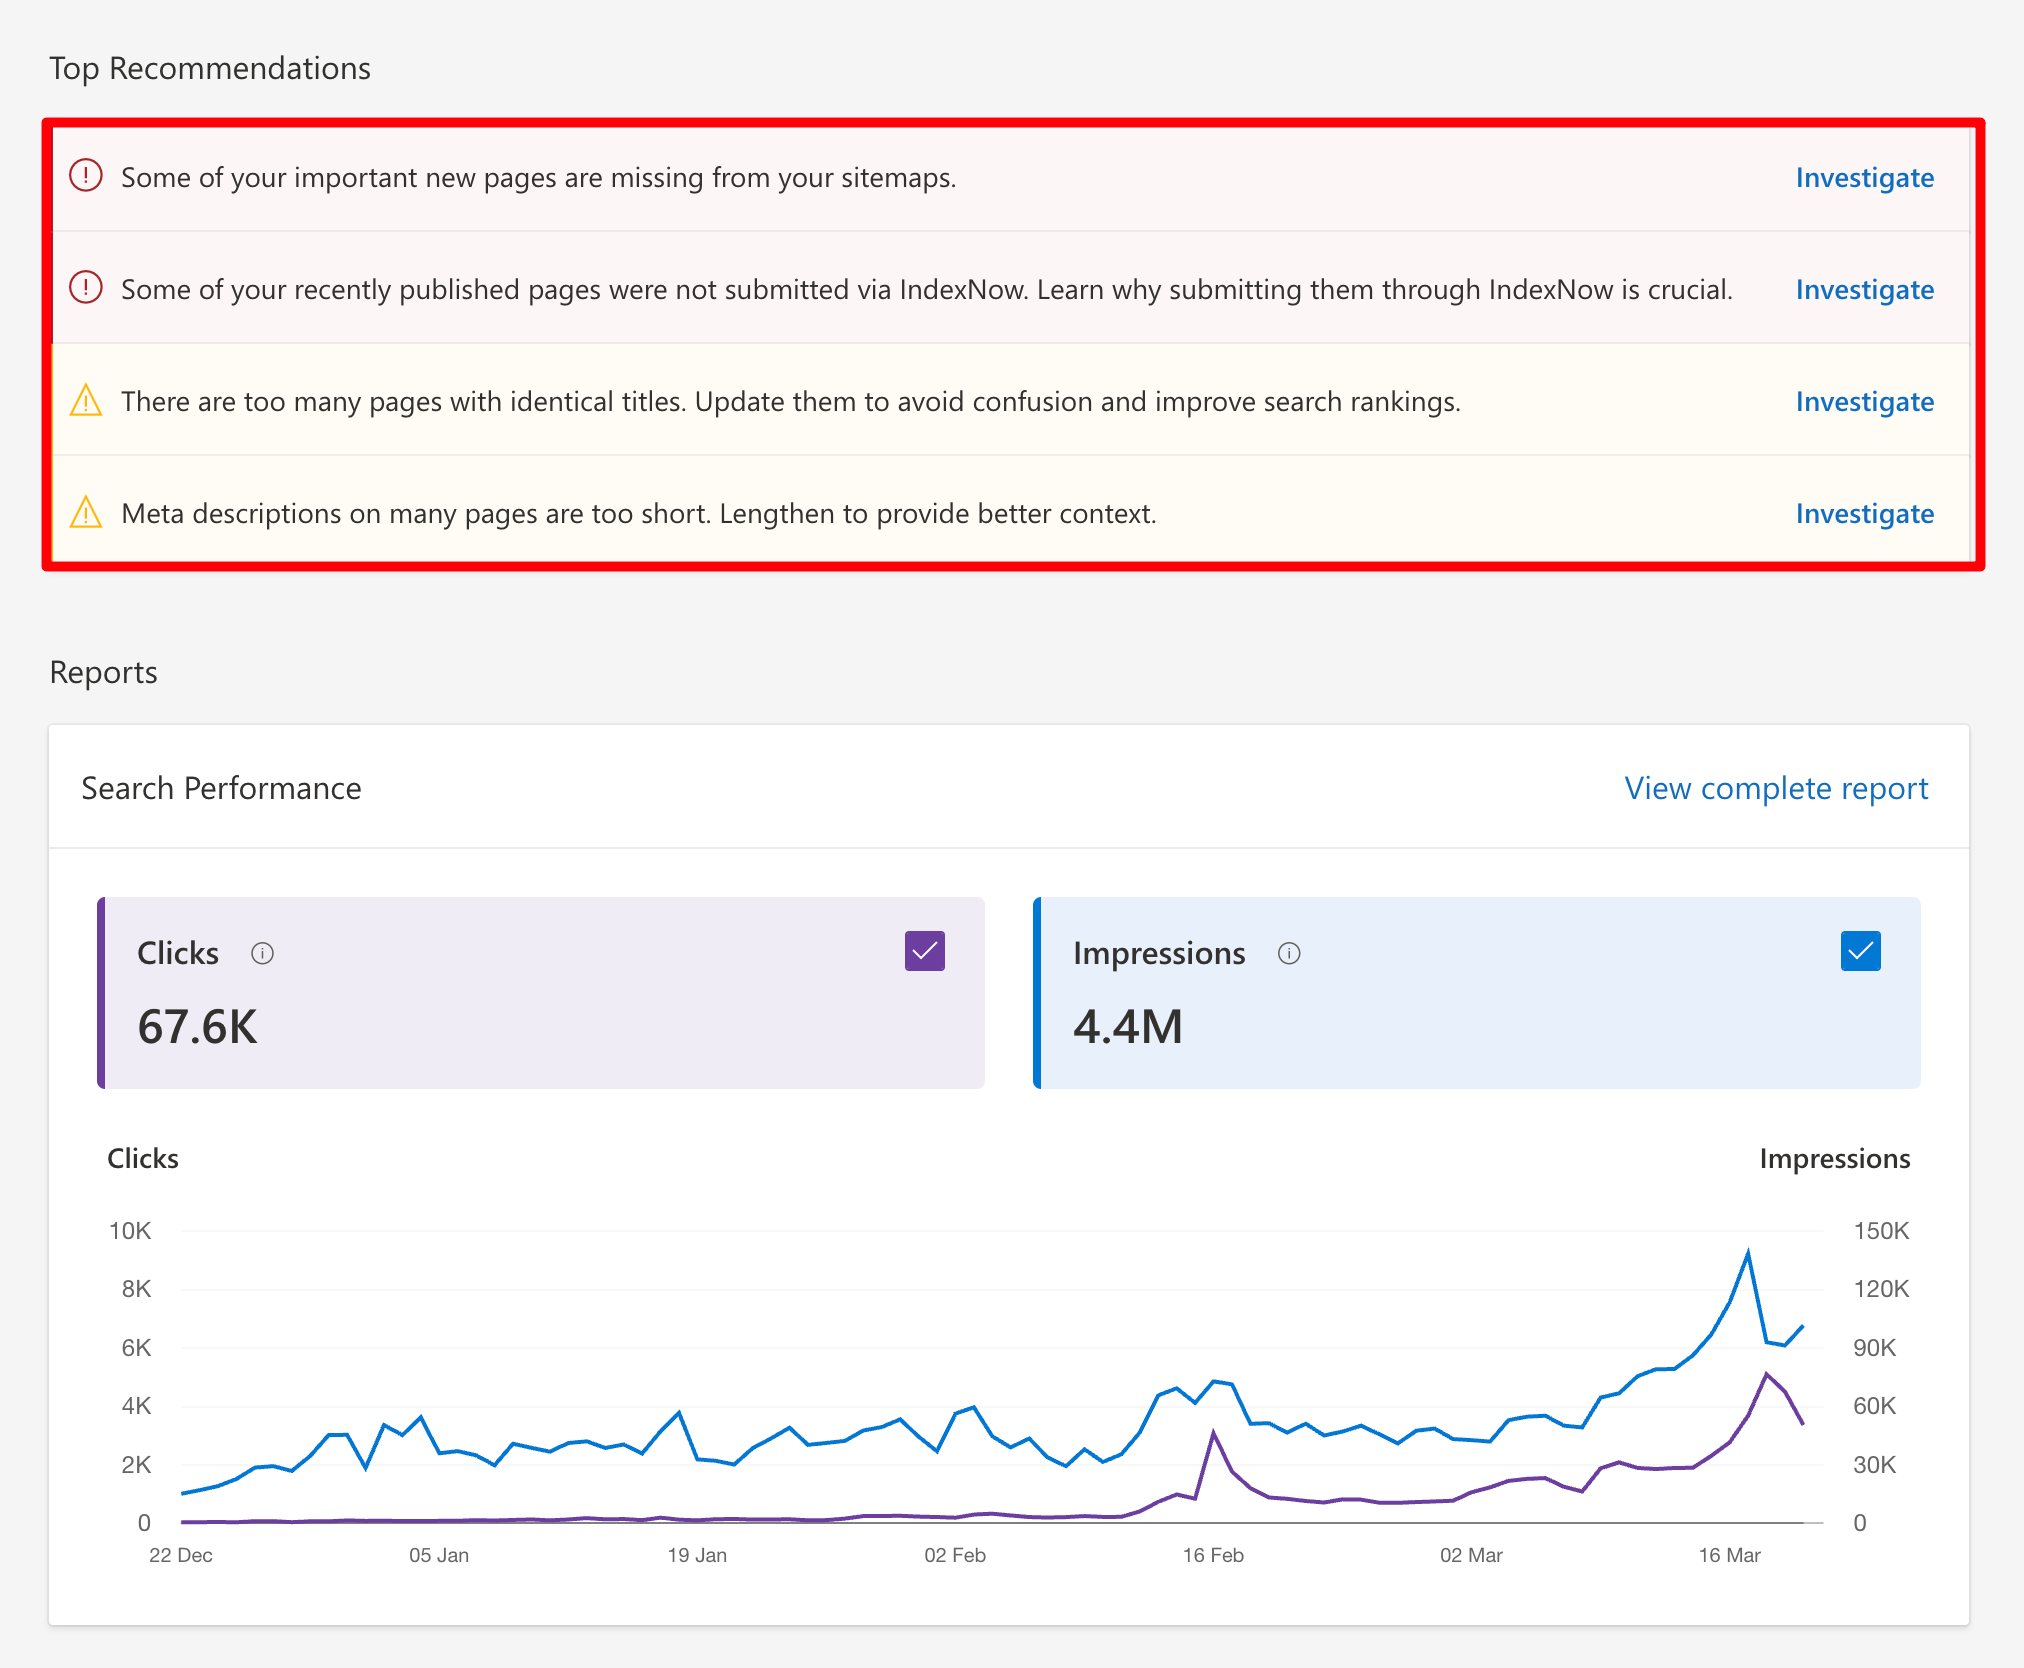 Top Recommendations
Some of your important new pages are missing from your sitemaps.
Investigate
Some of your recently published pages were not submitted via IndexNow. Learn why submitting them through IndexNow is crucial.
Investigate
There are too many pages with identical titles. Update them to avoid confusion and improve search rankings.
Investigate
Meta descriptions on many pages are too short. Lengthen to provide better context.
Investigate
Reports
Search Performance
View complete report
Clicks
67.6K
Impressions
4.4M
Clicks
Impressions
10K
150K
8K
120K
6K
90K
4K
60K
2K
30K
0
0
22 Dec
05 Jan
19 Jan
02 Feb
16 Feb
02 Mar
16 Mar